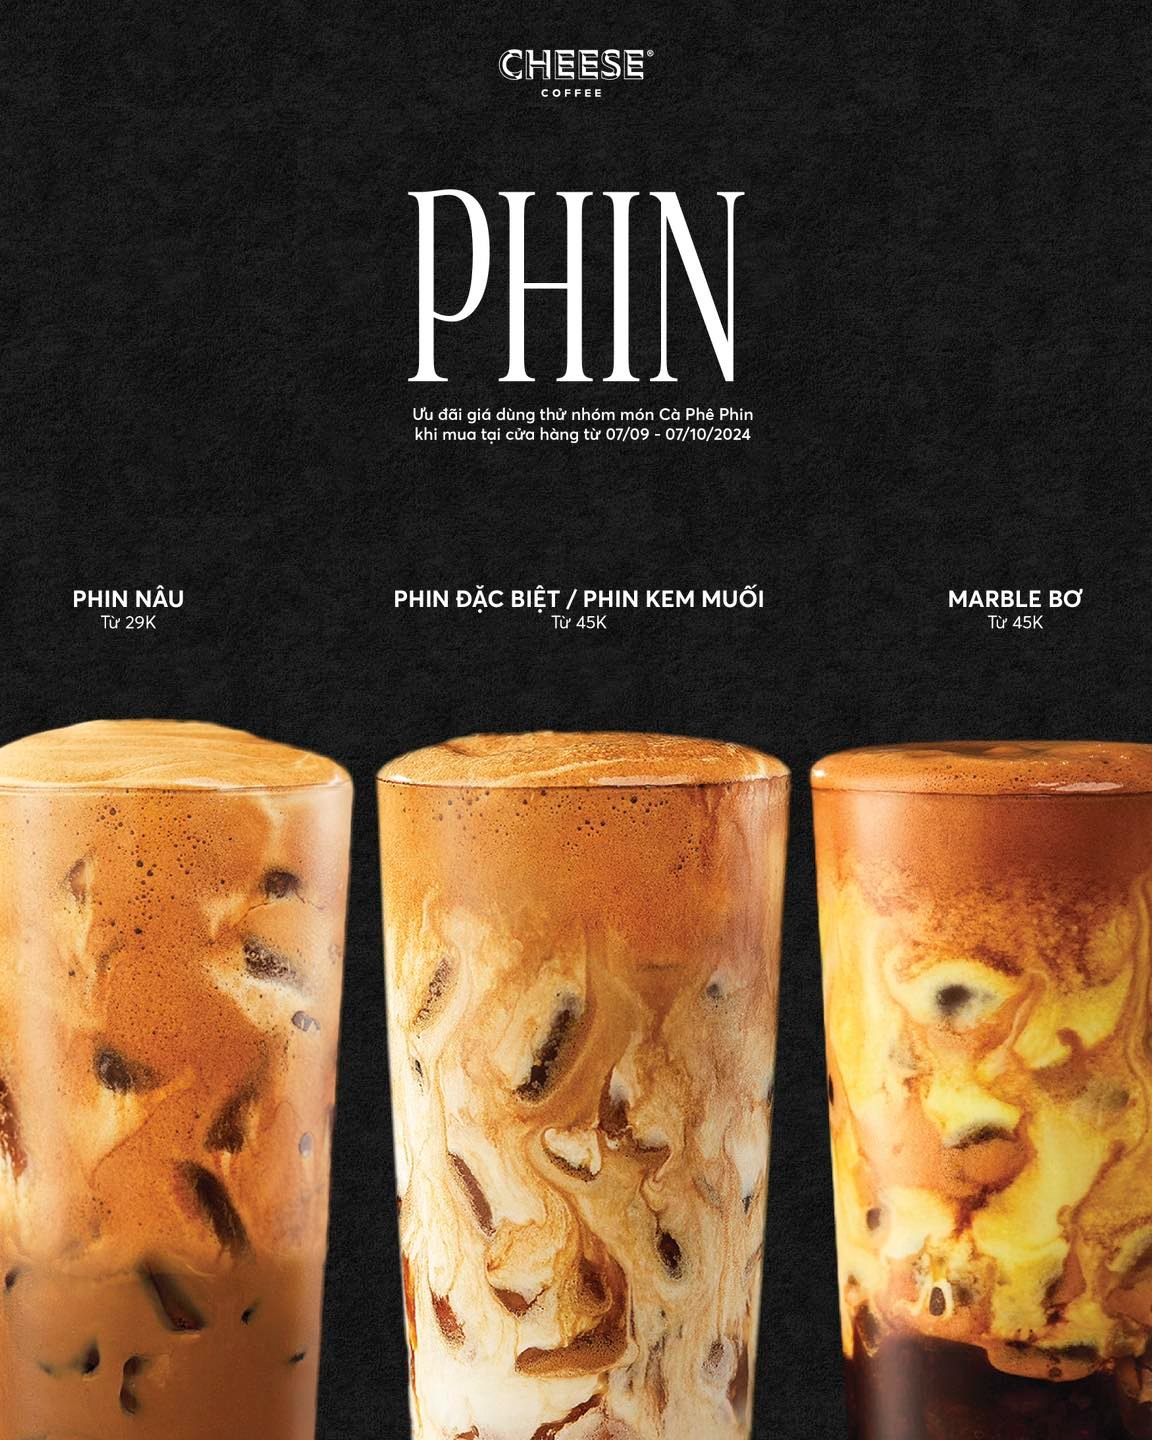 CHEESE®
COFFEE
PHIN
Ưu đãi giá dùng thử nhóm món Cà Phê Phin
khi mua tại cửa hàng từ 07/09 - 07/10/2024
PHIN NÂU
Từ 29K
PHIN ĐẶC BIỆT / PHIN KEM MUỐI
Từ 45K
MARBLE BƠ
Từ 45K